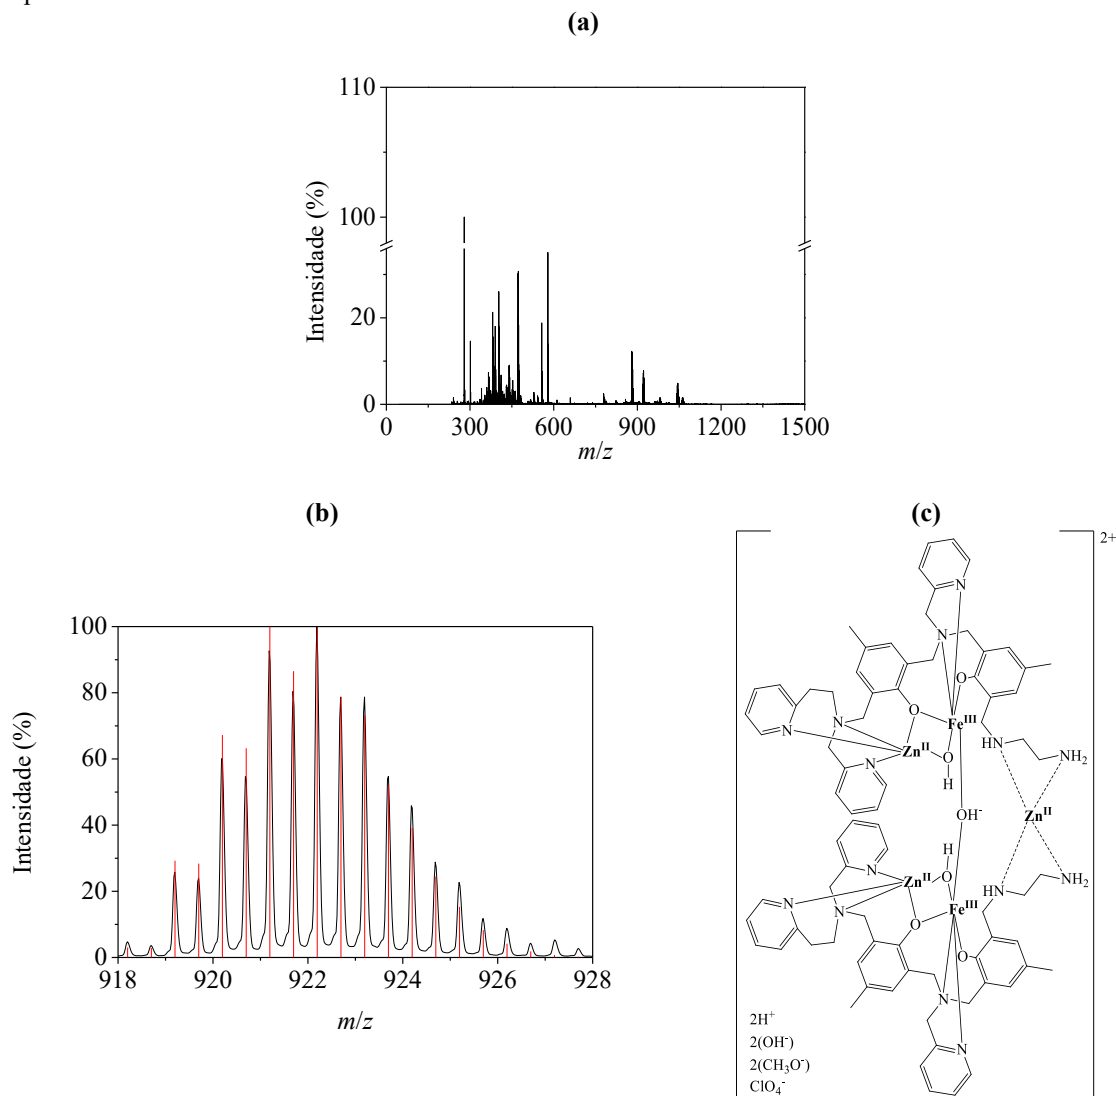 (a)
110
100
20
0
Intensidade (%)
0 300 600 900 1200 1500
m/z
(b)
100
80
60
40
20
0
Intensidade (%)
918 920 922 924 926 928
m/z
(c)
2+
N
N
O
N
O
Fe^III
N
HN
N
Zn^II
O
NH2
H
OH-
Zn^II
H
N
Zn^II
OH
HN
NH2
N
N
Fe^III
O
O
N
N
2H+
2(OH-)
2(CH3O-)
ClO4-